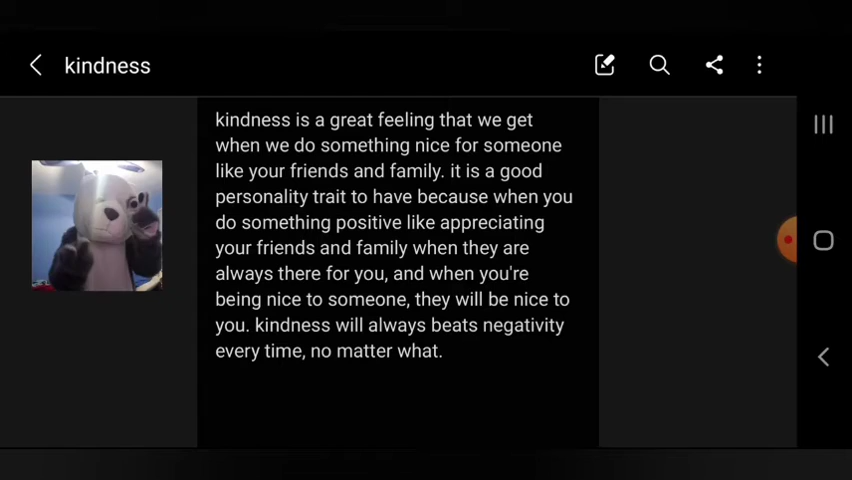 kindness
kindness is a great feeling that we get
when we do something nice for someone
like your friends and family. it is a good
personality trait to have because when you
do something positive like appreciating
your friends and family when they are
always there for you, and when you're
being nice to someone, they will be nice to
you. kindness will always beats negativity
every time, no matter what.